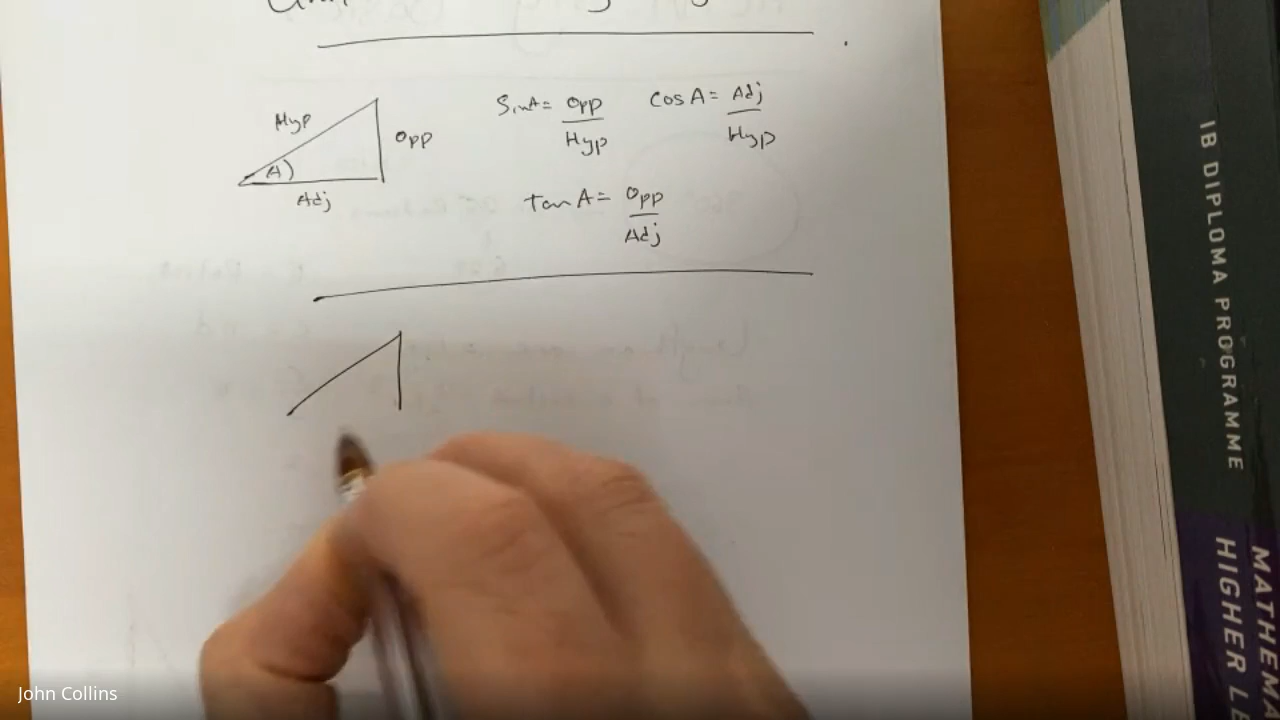 Hyp
Opp
A
Adj
SinA = Opp
Hyp
Cos A = Adj
Hyp
Tan A = Opp
Adj
IB DIPLOMA PROGRAMME
MATHEMA
HIGHER LE
John Collins